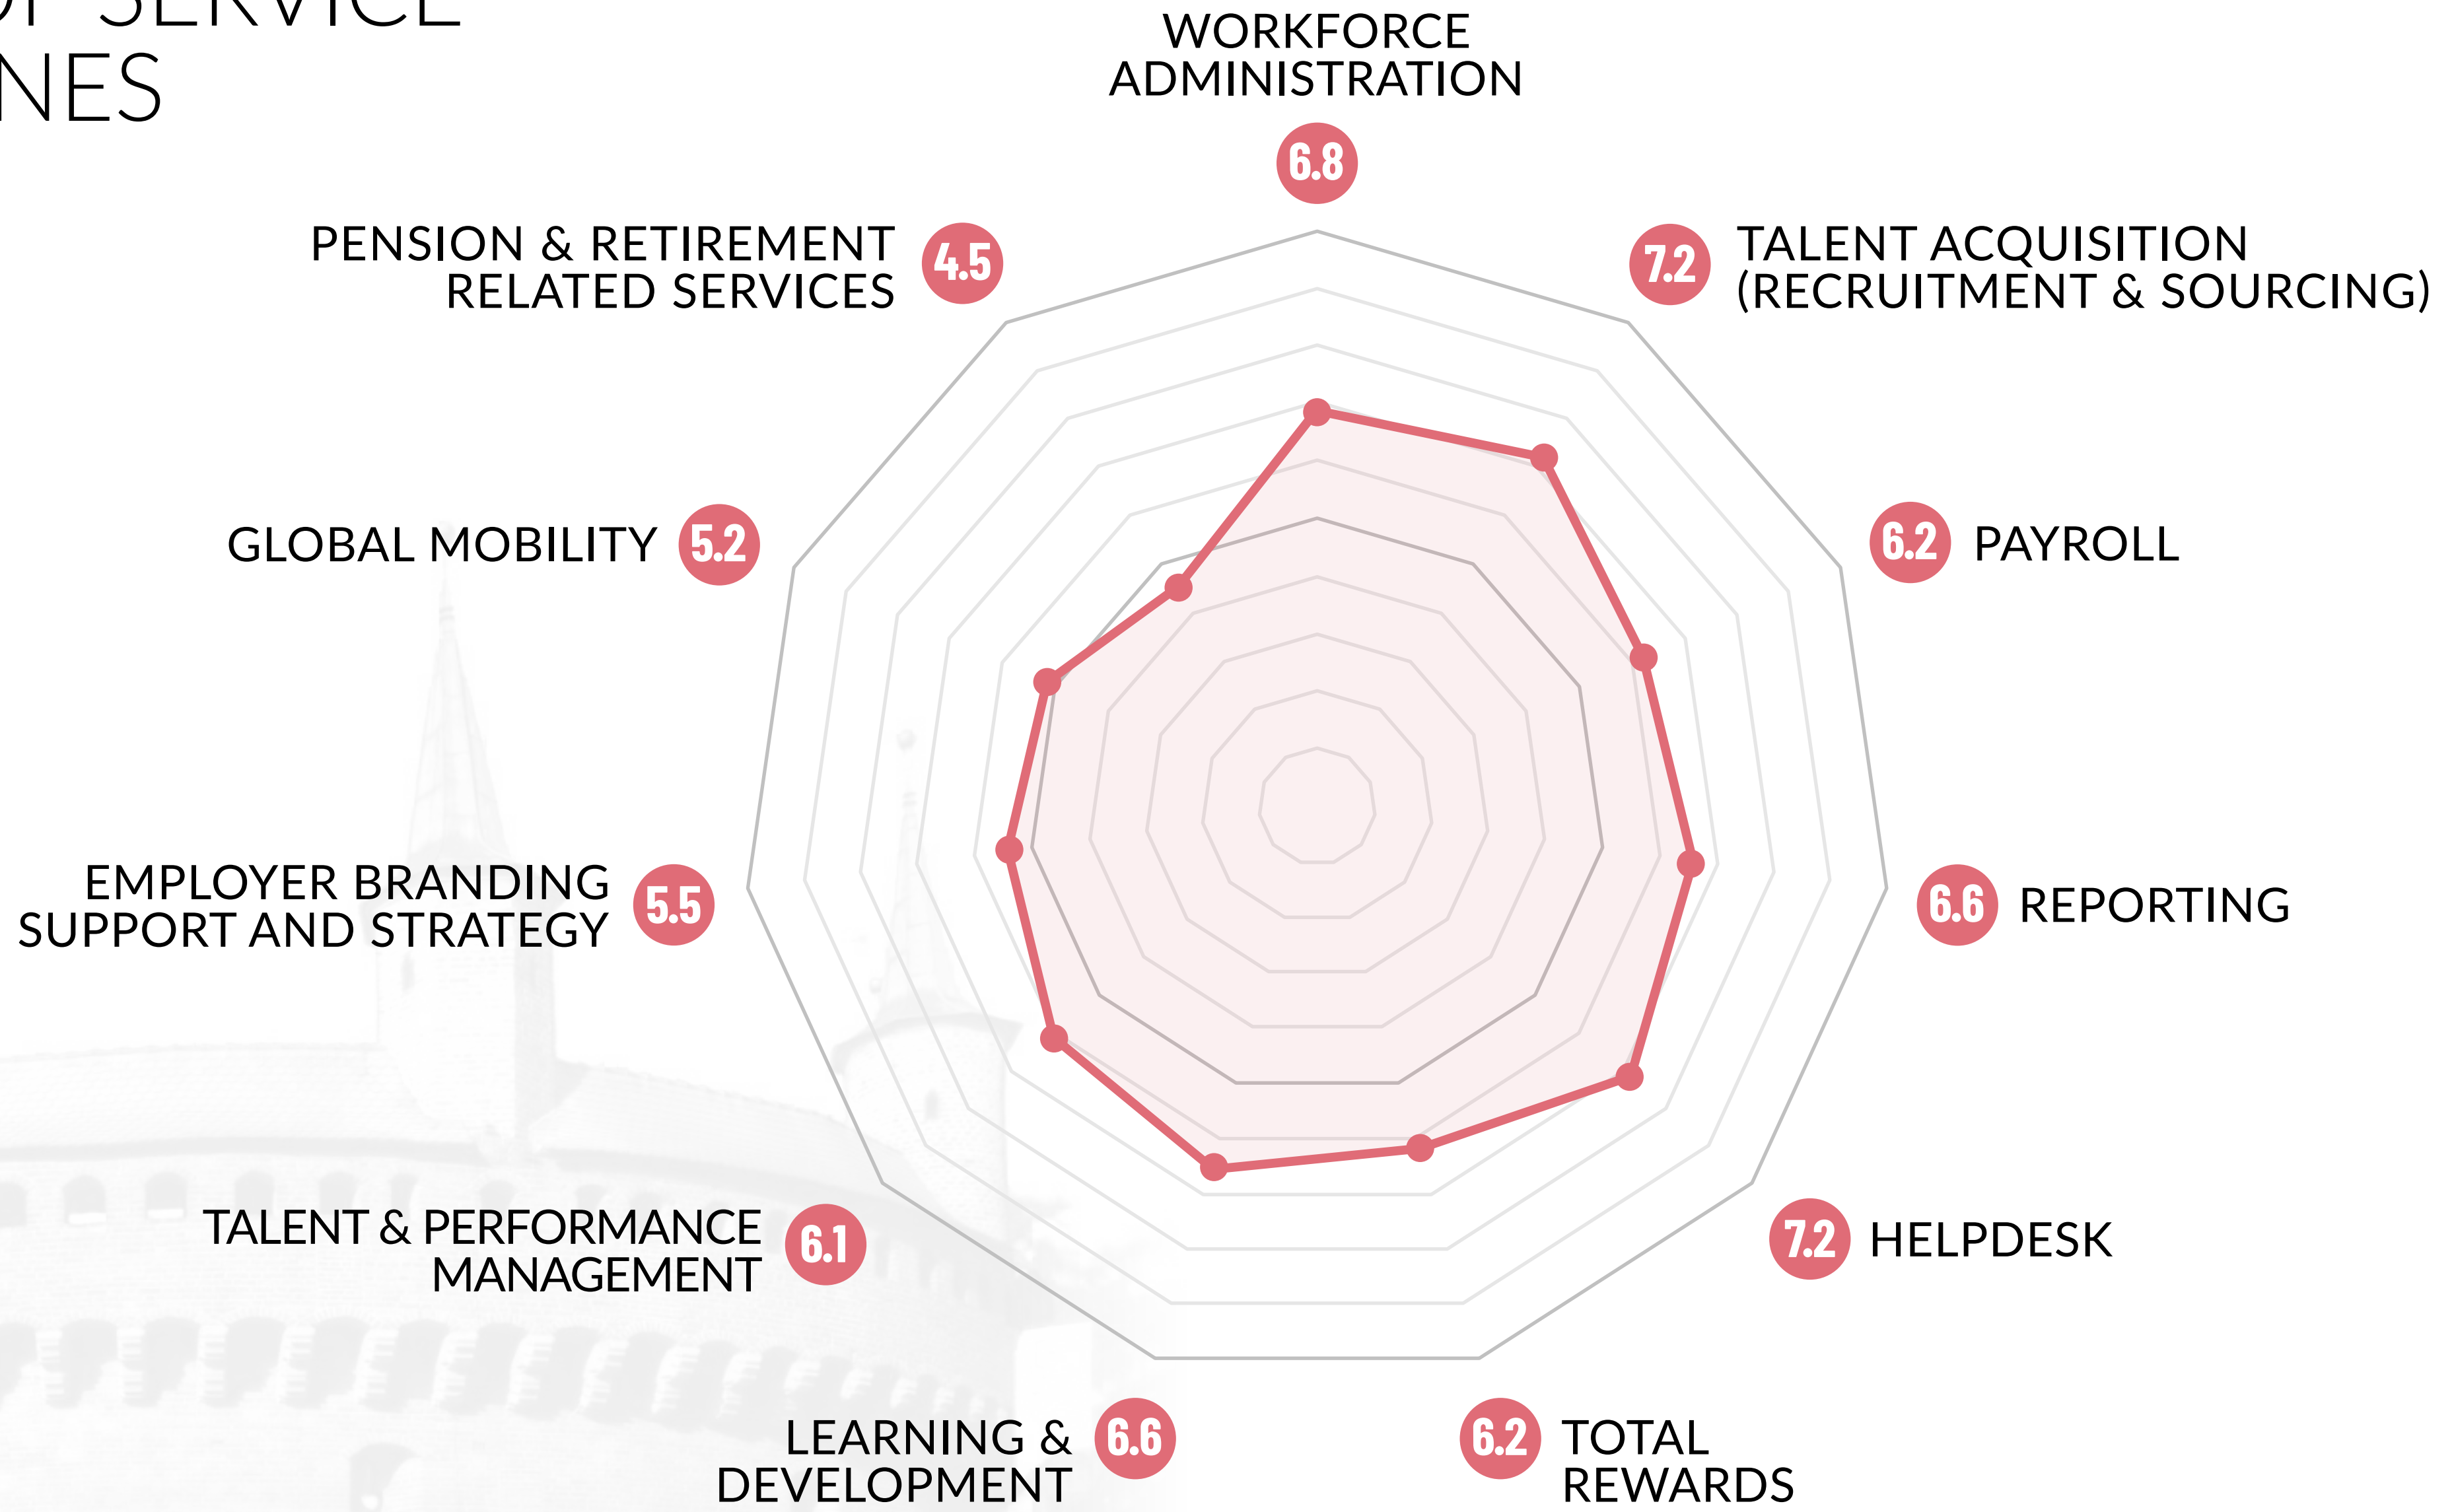 SERVICE
WORKFORCE
ADMINISTRATION
6.8
PENSION & RETIREMENT
RELATED SERVICES
4.5
7.2
TALENT ACQUISITION
(RECRUITMENT & SOURCING)
GLOBAL MOBILITY
5.2
6.2
PAYROLL
EMPLOYER BRANDING
SUPPORT AND STRATEGY
5.5
6.6
REPORTING
TALENT & PERFORMANCE
MANAGEMENT
6.1
7.2
HELPDESK
LEARNING &
DEVELOPMENT
6.6
6.2
TOTAL
REWARDS